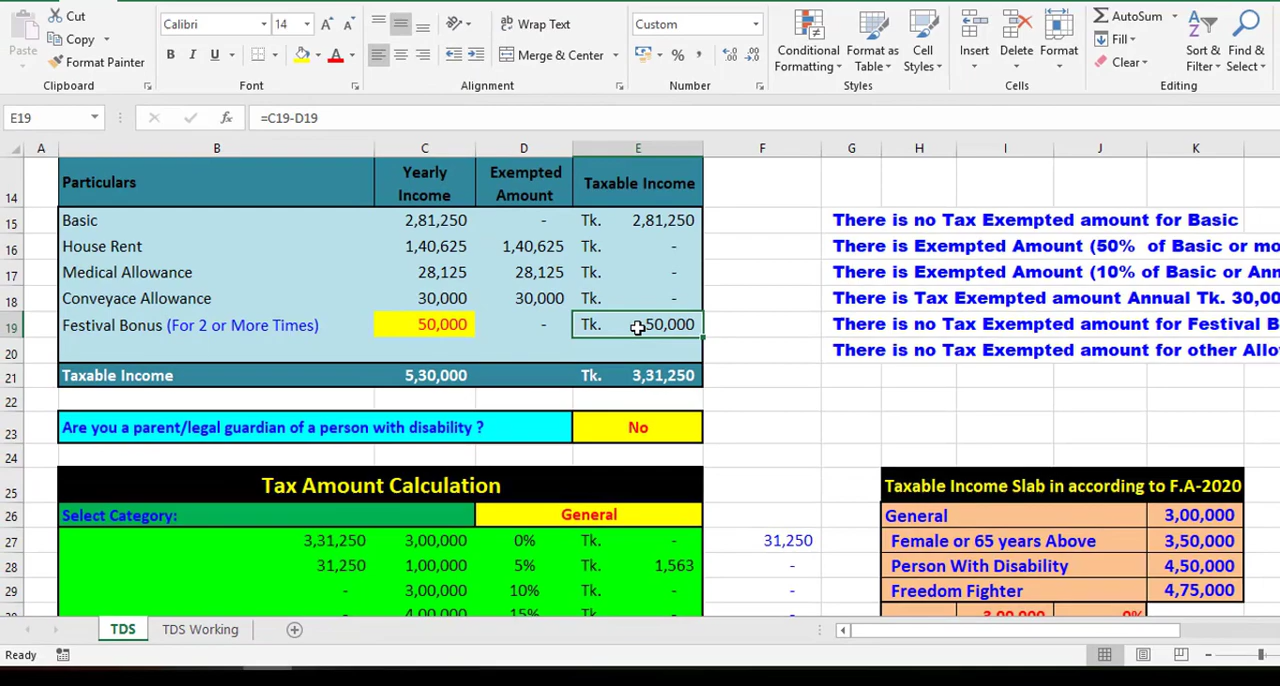 Cut
Copy
Format Painter
Paste
Clipboard
Calibri 14
B I U
Font
Wrap Text
Merge & Center
Alignment
Custom
Number
Conditional Formatting
Format as Table
Cell Styles
Styles
Insert
Delete
Format
Cells
AutoSum
Fill
Clear
Sort & Filter
Find & Select
Editing
E19 fx =C19-D19
A B C D E F G H I J K
14 Particulars Yearly Income Exempted Amount Taxable Income
15 Basic 2,81,250 - Tk. 2,81,250 There is no Tax Exempted amount for Basic
16 House Rent 1,40,625 1,40,625 Tk. - There is Exempted Amount (50% of Basic or mo
17 Medical Allowance 28,125 28,125 Tk. - There is Exempted Amount (10% of Basic or Ann
18 Conveyace Allowance 30,000 30,000 Tk. - There is Tax Exempted amount Annual Tk. 30,00
19 Festival Bonus (For 2 or More Times) 50,000 - Tk. 50,000 There is no Tax Exempted amount for Festival B
20 There is no Tax Exempted amount for other Allo
21 Taxable Income 5,30,000 Tk. 3,31,250
22
23 Are you a parent/legal guardian of a person with disability ? No
24
25 Tax Amount Calculation Taxable Income Slab in according to F.A-2020
26 Select Category: General General 3,00,000
27 3,31,250 3,00,000 0% Tk. - 31,250 Female or 65 years Above 3,50,000
28 31,250 1,00,000 5% Tk. 1,563 - Person With Disability 4,50,000
29 - 3,00,000 10% Tk. - - Freedom Fighter 4,75,000
30 - 4,00,000 15% Tk. - - 3,00,000 0%
TDS TDS Working
Ready